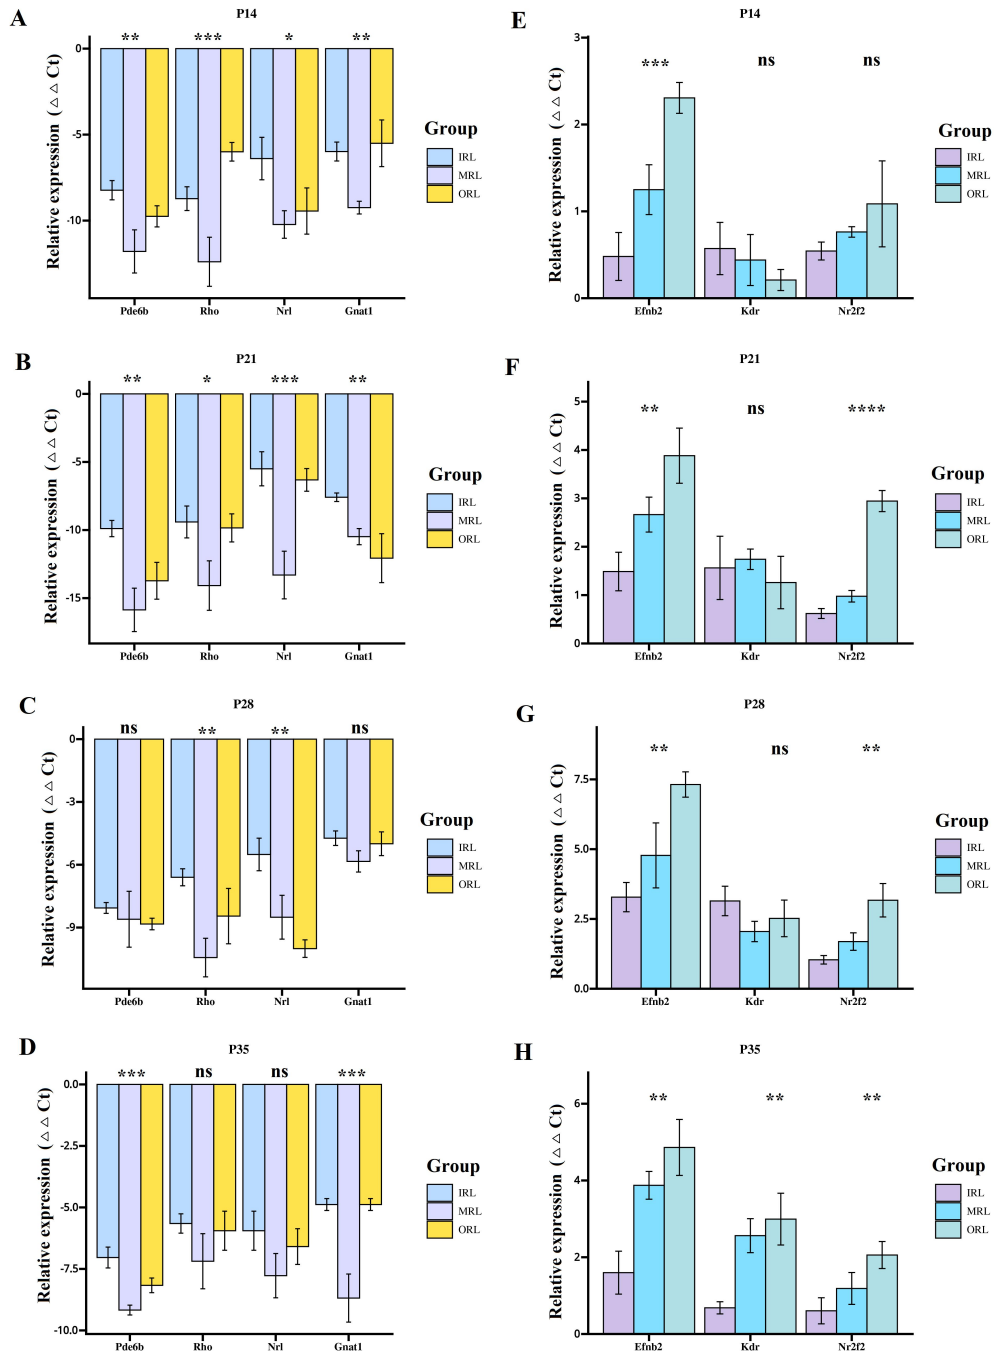 A
P14
** *** * **
Relative expression (△△Ct)
0
-5
-10
Pde6b Rho Nrl Gnat1
Group
IRL
MRL
ORL
E
P14
*** ns ns
Relative expression (△△Ct)
3
2
1
0
Efnb2 Kdr Nr2f2
Group
IRL
MRL
ORL
B
P21
** * *** **
Relative expression (△△Ct)
0
-5
-10
-15
Pde6b Rho Nrl Gnat1
Group
IRL
MRL
ORL
F
P21
** ns ****
Relative expression (△△Ct)
5
4
3
2
1
0
Efnb2 Kdr Nr2f2
Group
IRL
MRL
ORL
C
P28
ns ** ** ns
Relative expression (△△Ct)
0
-3
-6
-9
Pde6b Rho Nrl Gnat1
Group
IRL
MRL
ORL
G
P28
** ns **
Relative expression (△△Ct)
7.5
5.0
2.5
0.0
Efnb2 Kdr Nr2f2
Group
IRL
MRL
ORL
D
P35
*** ns ns ***
Relative expression (△△Ct)
0.0
-2.5
-5.0
-7.5
-10.0
Pde6b Rho Nrl Gnat1
Group
IRL
MRL
ORL
H
P35
** ** **
Relative expression (△△Ct)
6
4
2
0
Efnb2 Kdr Nr2f2
Group
IRL
MRL
ORL